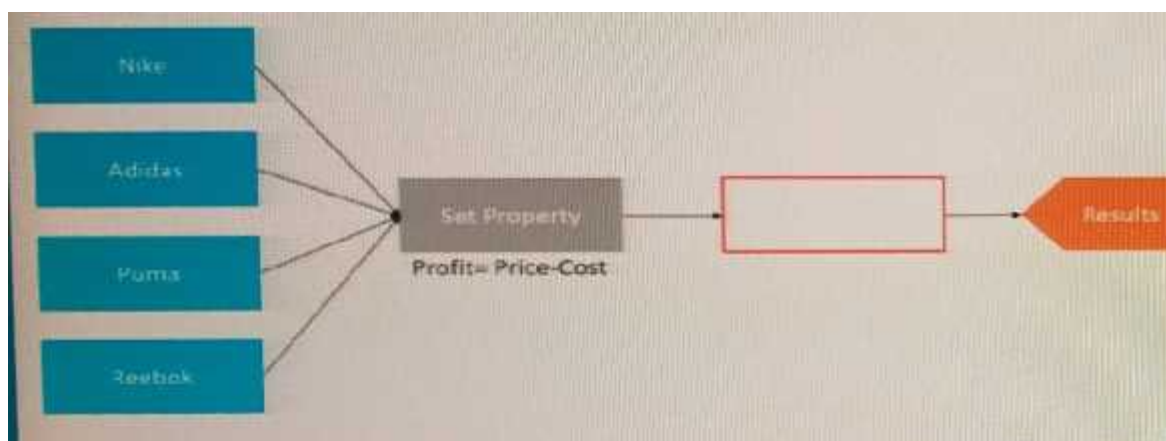 Nike
Adidas
Puma
Reebok
Set Property
Profit= Price-Cost
Results